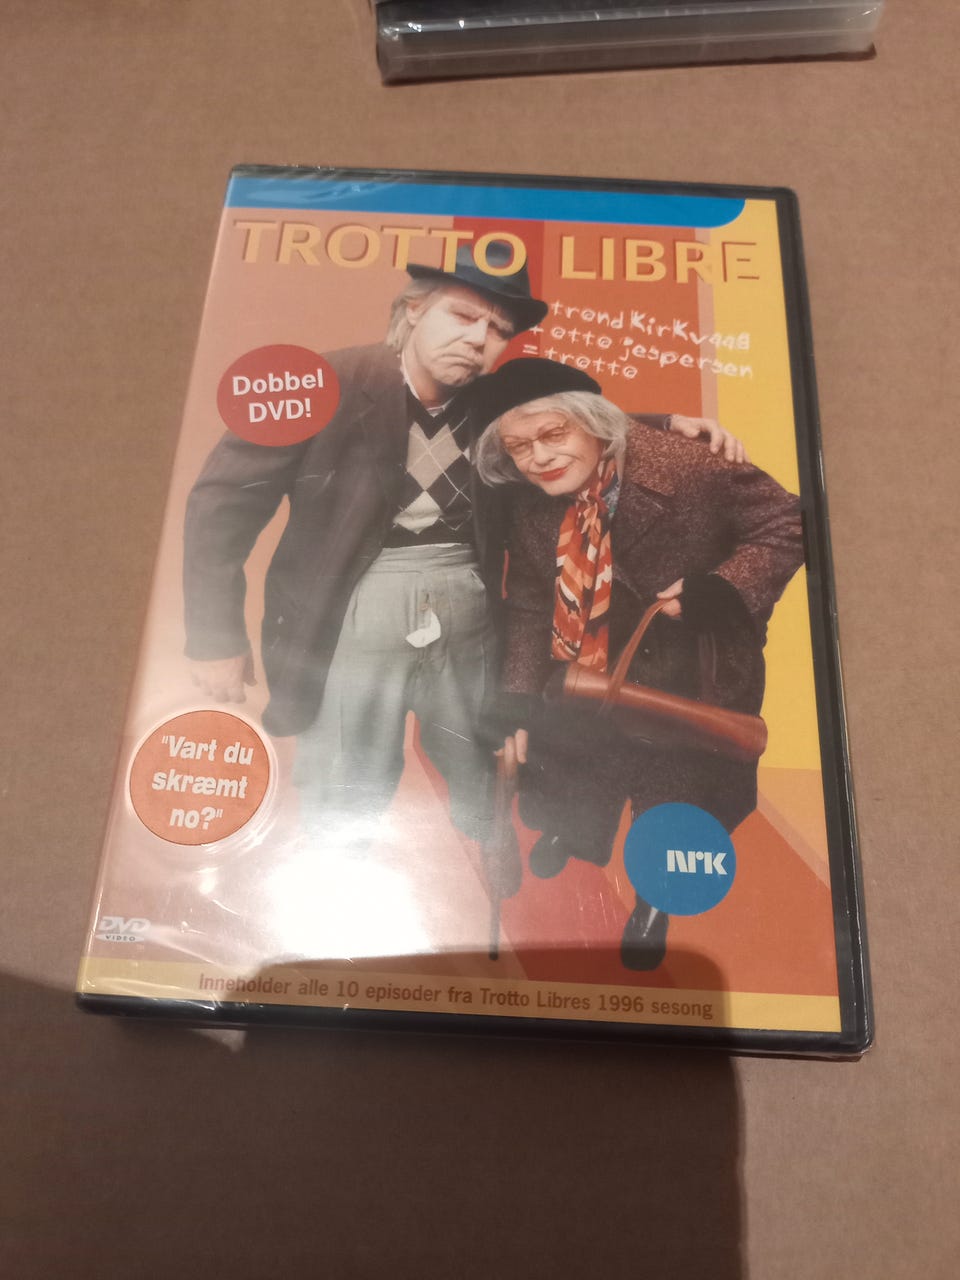 TROTTO LIBRE
trond Kirkvaag
+ otto jespersen
= trotto
Dobbel
DVD!
"Vart du
skræmt
no?"
nrk
DVD
VIDEO
Inneholder alle 10 episoder fra Trotto Libres 1996 sesong